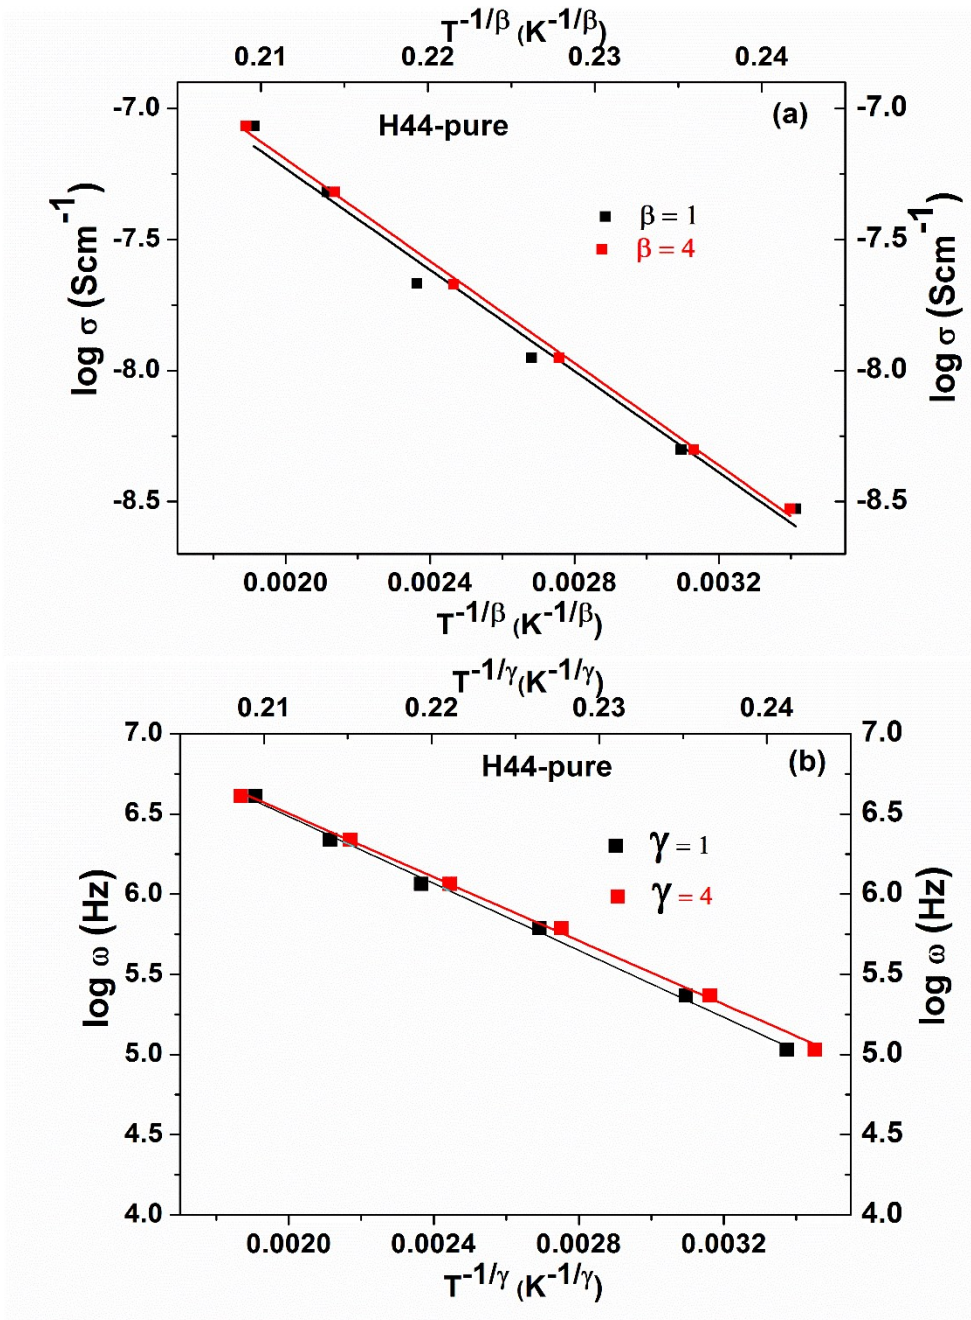 T^-1/β (K^-1/β)
0.21 0.22 0.23 0.24
(a)
H44-pure
β = 1
β = 4
-7.0 -7.0
-7.5 -7.5
-8.0 -8.0
-8.5 -8.5
log σ (Scm^-1)
log σ (Scm^-1)
0.0020 0.0024 0.0028 0.0032
T^-1/β (K^-1/β)
T^-1/γ (K^-1/γ)
0.21 0.22 0.23 0.24
H44-pure
(b)
γ = 1
γ = 4
7.0 7.0
6.5 6.5
6.0 6.0
5.5 5.5
5.0 5.0
4.5 4.5
4.0 4.0
log ω (Hz)
log ω (Hz)
0.0020 0.0024 0.0028 0.0032
T^-1/γ (K^-1/γ)